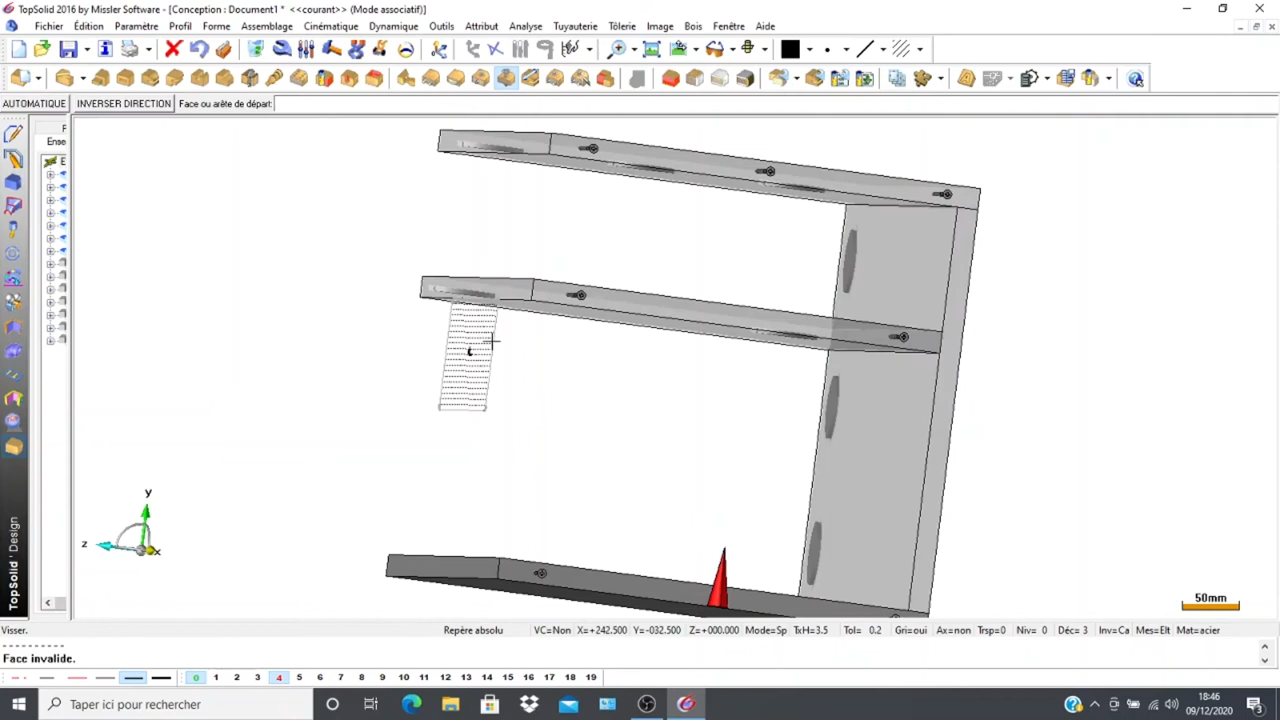 TopSolid 2016 by Missler Software - [Conception : Document1 * <<courant>> (Mode associatif)]
Fichier Édition Paramètre Profil Forme Assemblage Cinématique Dynamique Outils Attribut Analyse Tuyauterie Tôlerie Image Bois Fenêtre Aide
AUTOMATIQUE INVERSER DIRECTION Face ou arête de départ:
Ense
E
y
z
x
TopSolid 'Design
50mm
Visser. Repère absolu VC=Non X=+242.500 Y=-032.500 Z=+000.000 Mode=Sp TxH=3.5 Tol= 0.2 Gri=oui Ax=non Trsp=0 Niv= 0 Déc= 3 Inv=Ca Mes=Elt Mat=acier
----------
Face invalide.
0 1 2 3 4 5 6 7 8 9 10 11 12 13 14 15 16 17 18 19
Taper ici pour rechercher
18:46
09/12/2020
3